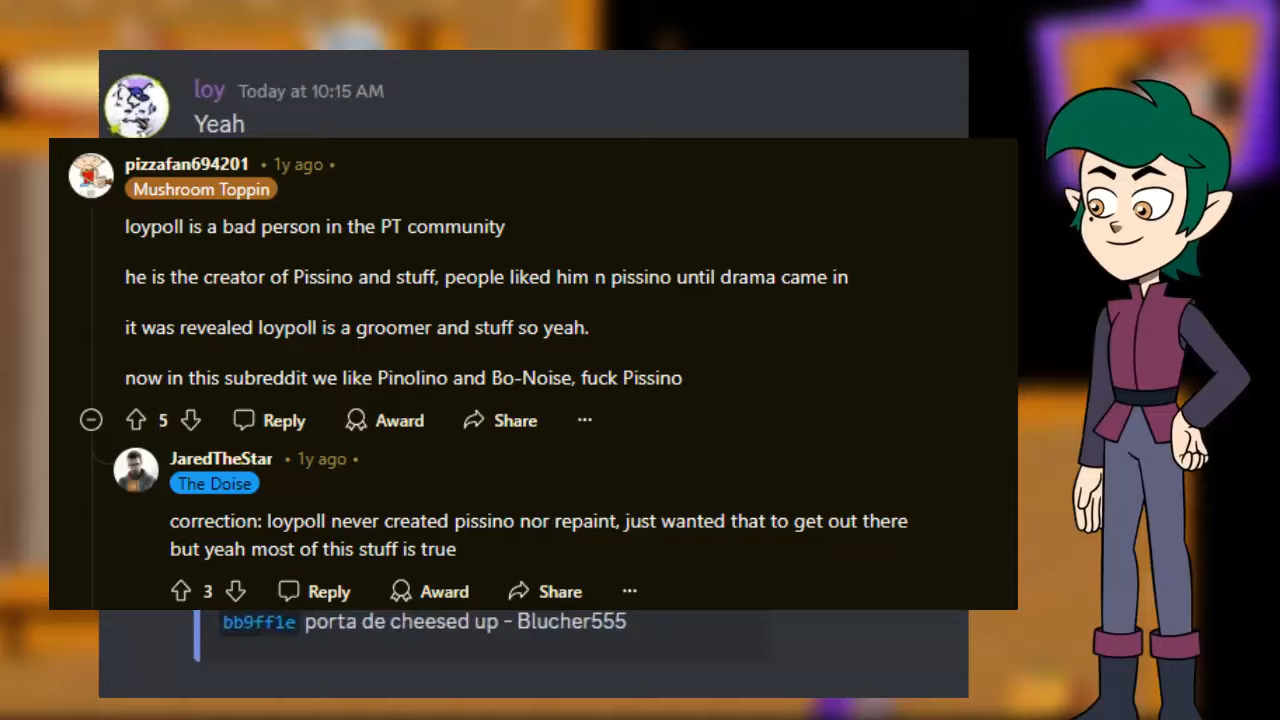 loy Today at 10:15 AM
Yeah
pizzafan694201 • 1y ago •
Mushroom Toppin
loypoll is a bad person in the PT community
he is the creator of Pissino and stuff, people liked him n pissino until drama came in
it was revealed loypoll is a groomer and stuff so yeah.
now in this subreddit we like Pinolino and Bo-Noise, fuck Pissino
5 Reply Award Share ...
JaredTheStar • 1y ago •
The Doise
correction: loypoll never created pissino nor repaint, just wanted that to get out there
but yeah most of this stuff is true
3 Reply Award Share ...
bb9ff1e porta de cheesed up - Blucher555